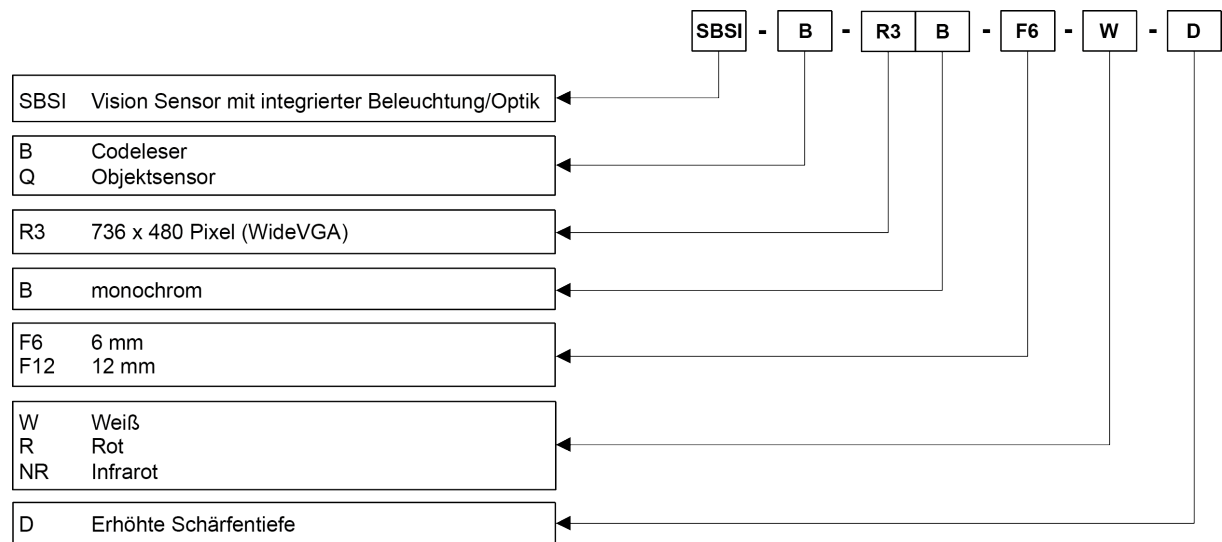 SBSI - B - R3 B - F6 - W - D
SBSI Vision Sensor mit integrierter Beleuchtung/Optik
B Codeleser
Q Objektsensor
R3 736 x 480 Pixel (WideVGA)
B monochrom
F6 6 mm
F12 12 mm
W Weiß
R Rot
NR Infrarot
D Erhöhte Schärfentiefe